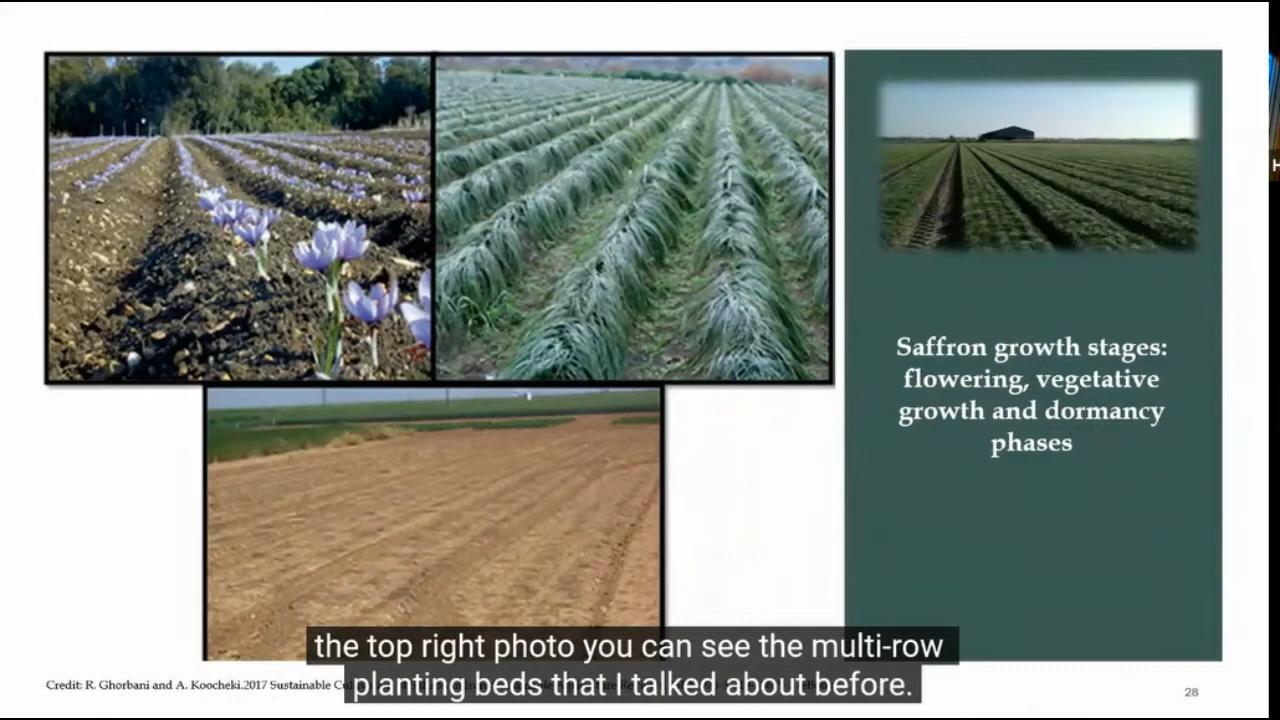 Saffron growth stages:
flowering, vegetative
growth and dormancy
phases
the top right photo you can see the multi-row
planting beds that I talked about before.
Credit: R. Ghorbani and A. Koocheki.2017 Sustainable
28
H